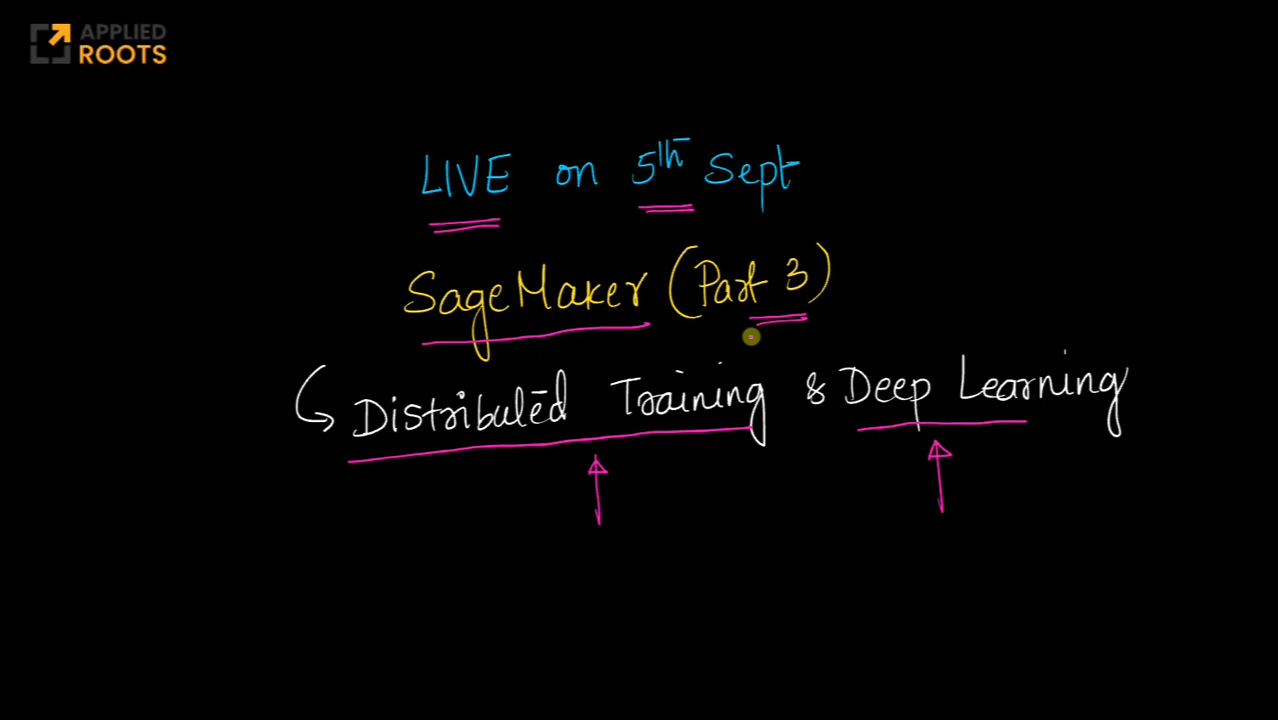 APPLIED
ROOTS
LIVE on 5th Sept
SageMaker (Part 3)
Distributed Training & Deep Learning